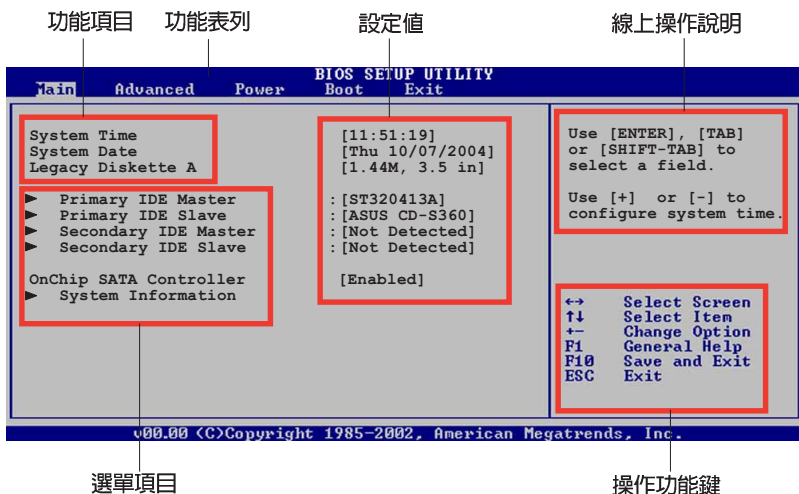 功能項目 功能表列 設定值 線上操作說明
BIOS SETUP UTILITY
Main Advanced Power Boot Exit
System Time [11:51:19]
System Date [Thu 10/07/2004]
Legacy Diskette A [1.44M, 3.5 in]
► Primary IDE Master :[ST320413A]
► Primary IDE Slave :[ASUS CD-S360]
► Secondary IDE Master :[Not Detected]
► Secondary IDE Slave :[Not Detected]
OnChip SATA Controller [Enabled]
► System Information
Use [ENTER], [TAB]
or [SHIFT-TAB] to
select a field.
Use [+] or [-] to
configure system time.
↔ Select Screen
↑↓ Select Item
+- Change Option
F1 General Help
F10 Save and Exit
ESC Exit
v00.00 (C)Copyright 1985-2002, American Megatrends, Inc.
選單項目 操作功能鍵